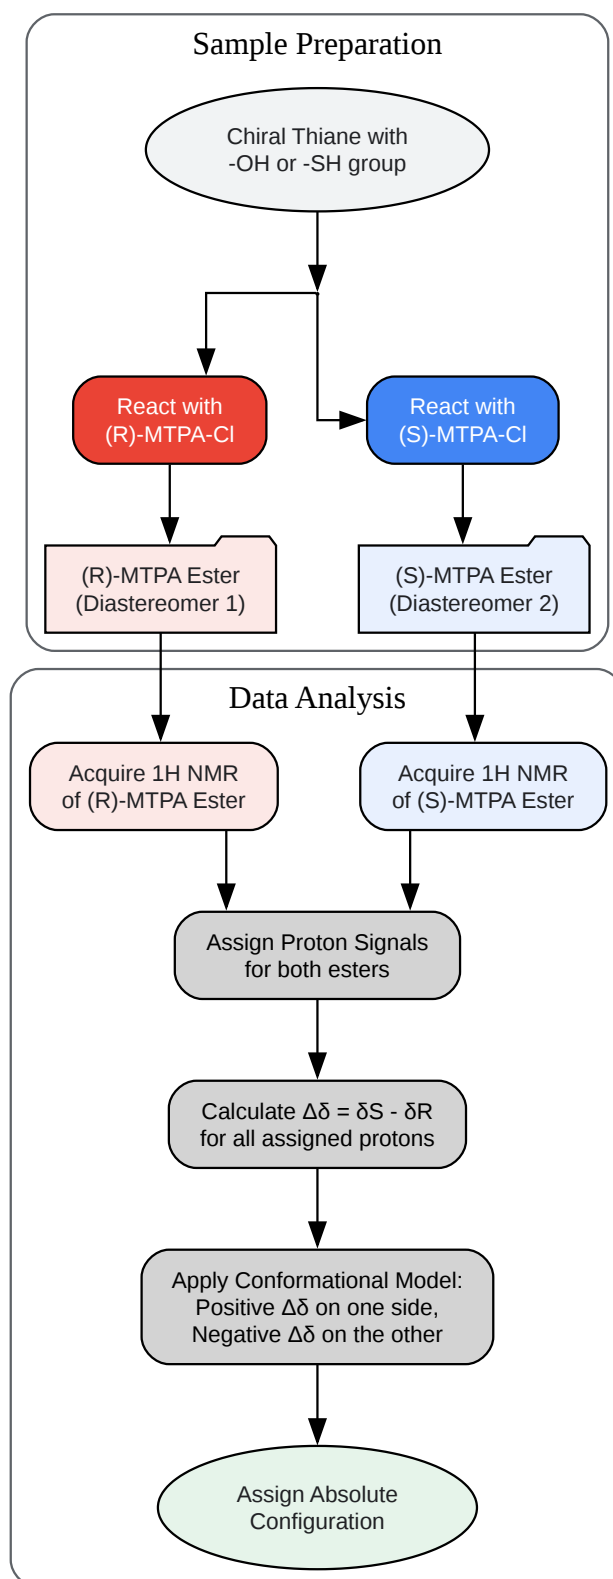 Sample Preparation
Chiral Thiane with
-OH or -SH group
React with
(R)-MTPA-Cl
React with
(S)-MTPA-Cl
(R)-MTPA Ester
(Diastereomer 1)
(S)-MTPA Ester
(Diastereomer 2)
Data Analysis
Acquire 1H NMR
of (R)-MTPA Ester
Acquire 1H NMR
of (S)-MTPA Ester
Assign Proton Signals
for both esters
Calculate Δδ = δS - δR
for all assigned protons
Apply Conformational Model:
Positive Δδ on one side,
Negative Δδ on the other
Assign Absolute
Configuration